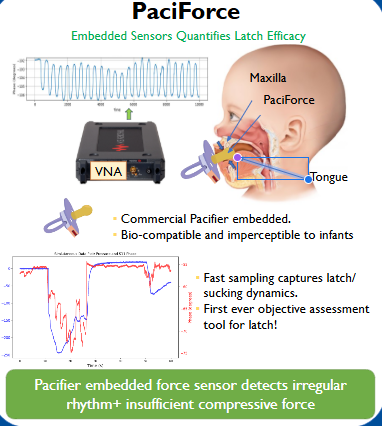 PaciForce
Embedded Sensors Quantifies Latch Efficacy
Maxilla
PaciForce
VNA
Tongue
Commercial Pacifier embedded.
Bio-compatible and imperceptible to infants
Fast sampling captures latch/
sucking dynamics.
First ever objective assessment
tool for latch!
Time (s)
Pacifier embedded force sensor detects irregular
rhythm+ insufficient compressive force